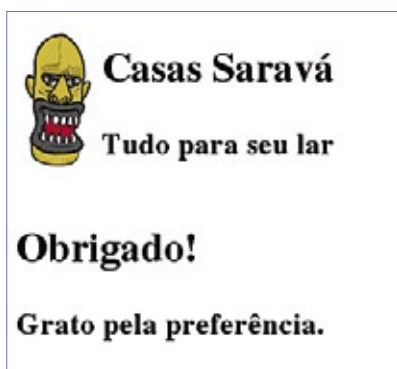 Casas Saravá
Tudo para seu lar
Obrigado!
Grato pela preferência.